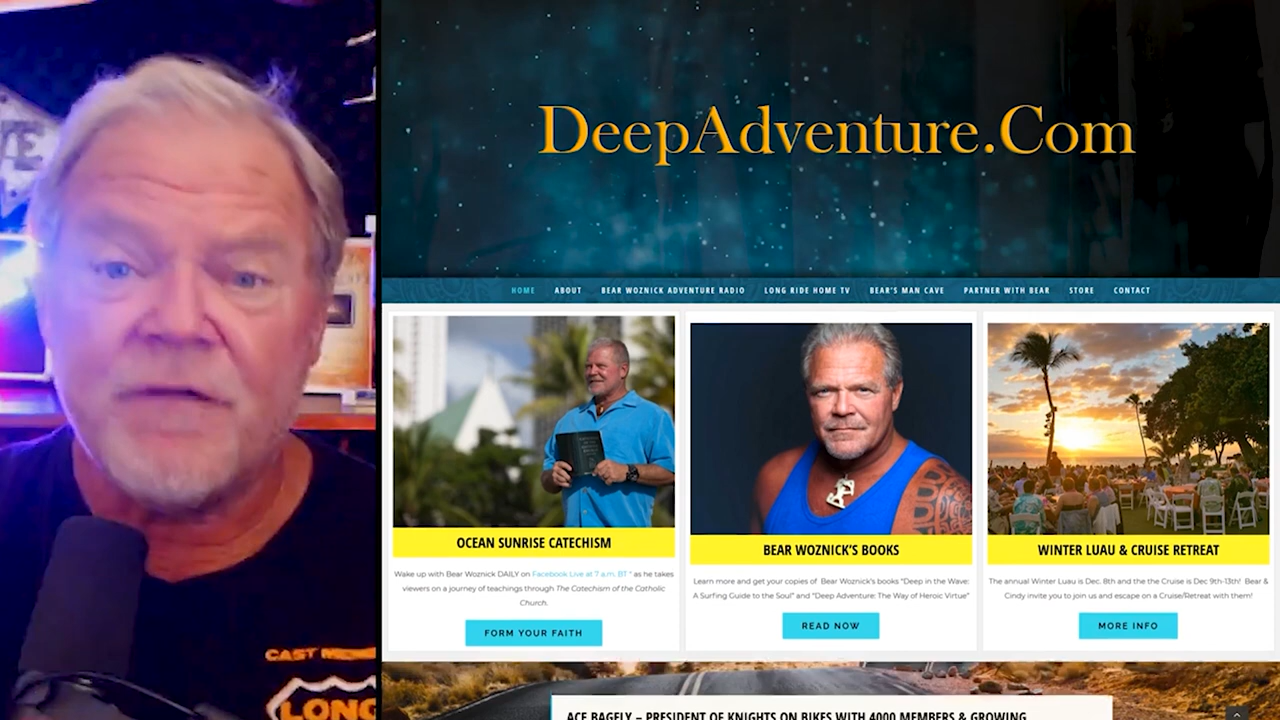 DeepAdventure.Com
HOME ABOUT BEAR WOZNICK ADVENTURE RADIO LONG RIDE HOME TV BEAR'S MAN CAVE PARTNER WITH BEAR STORE CONTACT
OCEAN SUNRISE CATECHISM
Wake up with Bear Woznick DAILY on Facebook Live at 7 a.m. BT * as he takes
viewers on a journey of teachings through The Catechism of the Catholic
Church.
FORM YOUR FAITH
BEAR WOZNICK'S BOOKS
Learn more and get your copies of Bear Woznick's books "Deep in the Wave:
A Surfing Guide to the Soul" and "Deep Adventure: The Way of Heroic Virtue"
READ NOW
WINTER LUAU & CRUISE RETREAT
The annual Winter Luau is Dec. 8th and the the Cruise is Dec 9th-13th! Bear &
Cindy invite you to join us and escape on a Cruise/Retreat with them!
MORE INFO
ACE BAGELY – PRESIDENT OF KNIGHTS ON BIKES WITH 4000 MEMBERS & GROWING
CAST
LONG